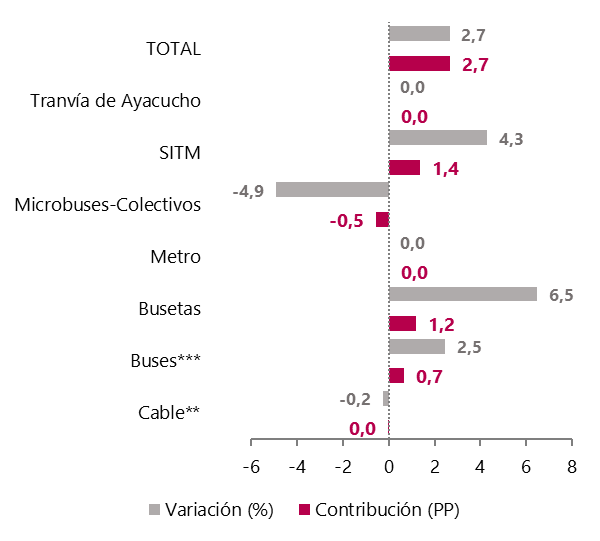 TOTAL
2,7
2,7
Tranvía de Ayacucho
0,0
0,0
SITM
4,3
1,4
Microbuses-Colectivos
-4,9
-0,5
Metro
0,0
0,0
Busetas
6,5
1,2
Buses***
2,5
0,7
Cable**
-0,2
0,0
-6 -4 -2 0 2 4 6 8
Variación (%) Contribución (PP)